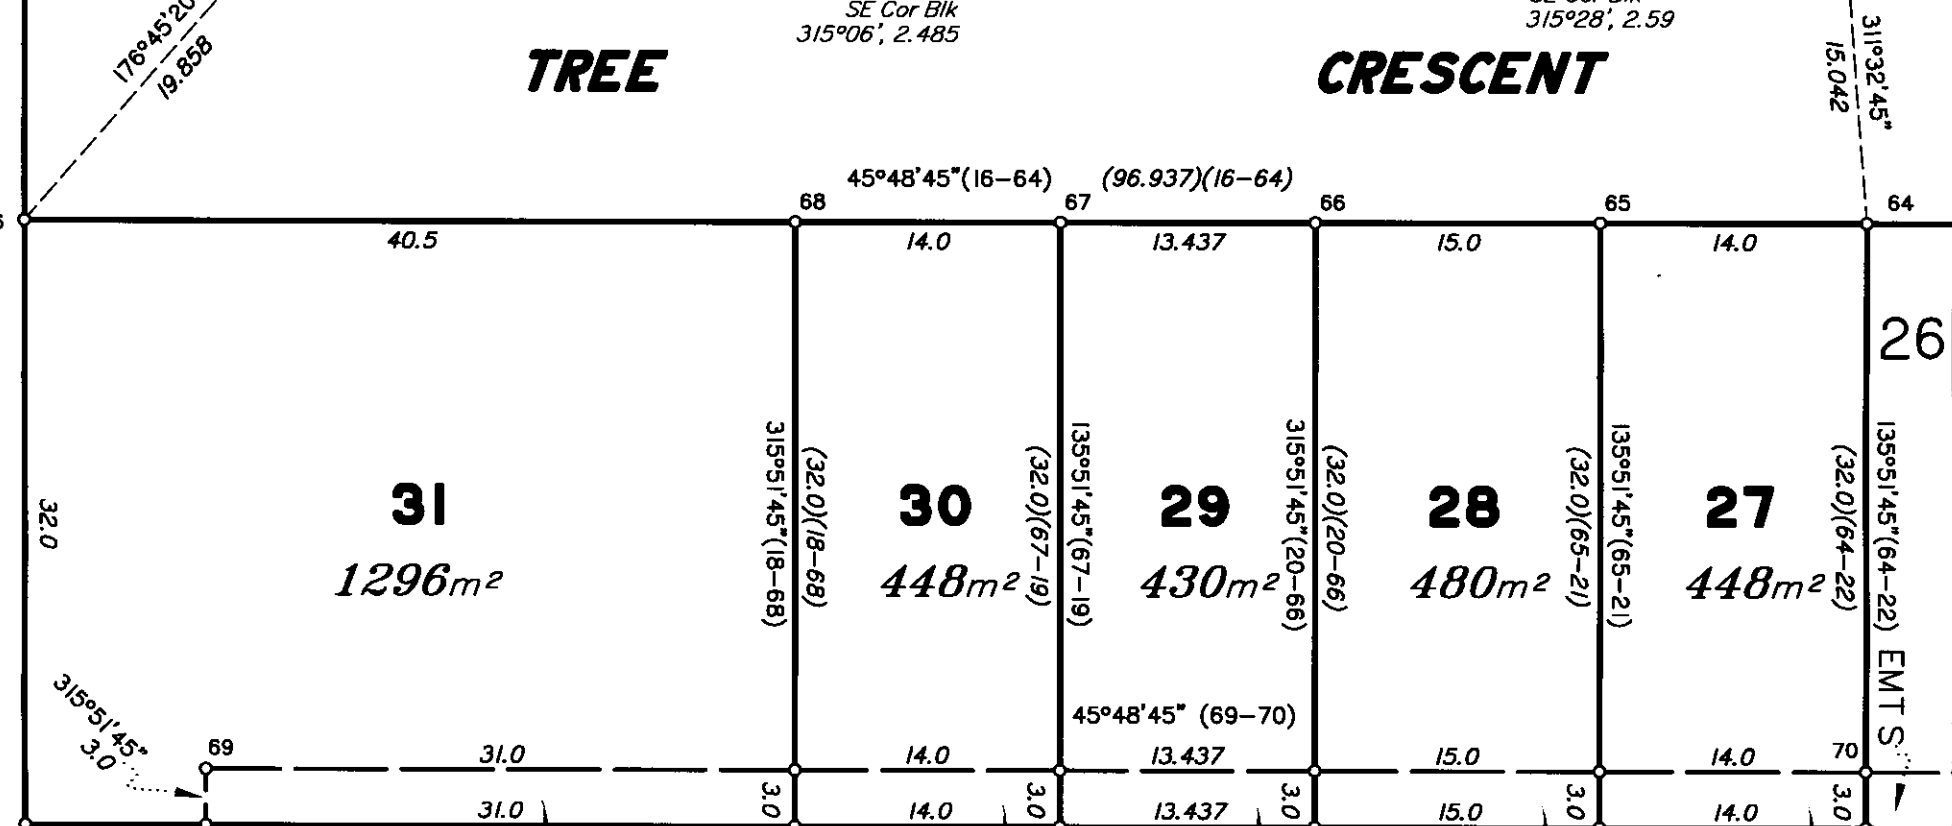 176°45'20"
19.858
SE Cor Blk
315°06', 2.485
315°28', 2.59
311°32'45"
15.042
TREE CRESCENT
45°48'45"(16-64) (96.937)(16-64)
68 67 66 65 64
40.5 14.0 13.437 15.0 14.0
26
32.0
31
1296m²
315°51'45"(18-68)
(32.0)(18-68)
30
448m²
(32.0)(67-19)
135°51'45"(67-19)
29
430m²
315°51'45"(20-66)
(32.0)(20-66)
28
480m²
(32.0)(65-21)
135°51'45"(65-21)
27
448m²
(32.0)(64-22)
135°51'45"(64-22)
EMT S
315°51'45"
3.0
45°48'45" (69-70)
69 31.0 14.0 13.437 15.0 14.0 70
3.0 3.0 3.0 3.0 3.0
31.0 14.0 13.437 15.0 14.0